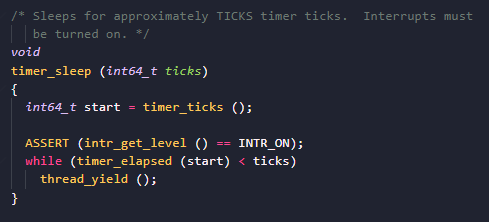 /* Sleeps for approximately TICKS timer ticks.  Interrupts must
   be turned on. */
void
timer_sleep (int64_t ticks)
{
  int64_t start = timer_ticks ();

  ASSERT (intr_get_level () == INTR_ON);
  while (timer_elapsed (start) < ticks)
    thread_yield ();
}